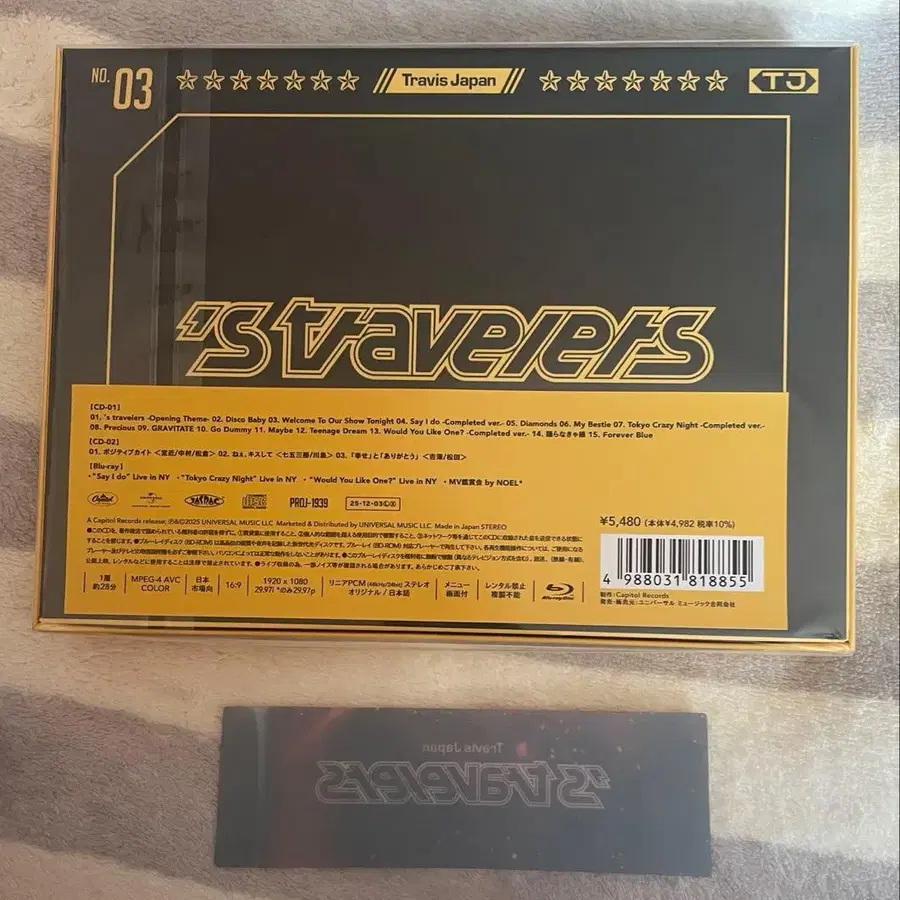 NO. 03
Travis Japan
TJ
's travelers
【CD-01】
01. 's travelers -Opening Theme- 02. Disco Baby 03. Welcome To Our Show Tonight 04. Say I do -Completed ver.- 05. Diamonds 06. My Bestie 07. Tokyo Crazy Night -Completed ver.-
08. Precious 09. GRAVITATE 10. Go Dummy 11. Maybe 12. Teenage Dream 13. Would You Like One? -Completed ver.- 14. 踊らなきゃ損 15. Forever Blue
【CD-02】
01. ポジティブカイト <宮近/中村/松倉> 02. ねぇ、キスして <七五三掛/川島> 03. 「幸せ」と「ありがとう」 <吉澤/松田>
【Blu-ray】
・"Say I do" Live in NY ・"Tokyo Crazy Night" Live in NY ・"Would You Like One?" Live in NY ・MV鑑賞会 by NOEL*
Capitol
UNIVERSAL
JASRAC
PROJ-1939
25-12-03
A Capitol Records release; ℗&©2025 UNIVERSAL MUSIC LLC. Marketed & Distributed by UNIVERSAL MUSIC LLC. Made in Japan STEREO
1層
約28分
MPEG-4 AVC
COLOR
日本
市場向
16:9
1920 x 1080
29.97i *のみ29.97p
リニアPCM (48kHz/24bit) ステレオ
オリジナル / 日本語
メニュー
画面付
レンタル禁止
複製不能
Blu-ray Disc
¥5,480 (本体¥4,982 税率10%)
4 988031 818855
制作:Capitol Records
発売・販売元:ユニバーサル ミュージック合同会社
Travis Japan
's travelers